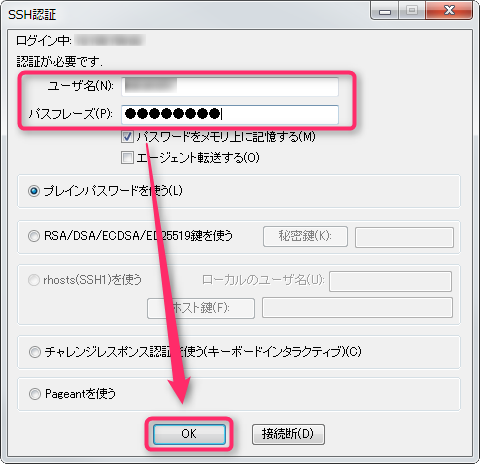 SSH認証
ログイン中:
認証が必要です.
ユーザ名(N):
パスフレーズ(P): ●●●●●●●●
パスワードをメモリ上に記憶する(M)
エージェント転送する(O)
プレインパスワードを使う(L)
RSA/DSA/ECDSA/ED25519鍵を使う 秘密鍵(K):
rhosts(SSH1)を使う ローカルのユーザ名(U):
ホスト鍵(F):
チャレンジレスポンス認証を使う(キーボードインタラクティブ)(C)
Pageantを使う
OK 接続断(D)